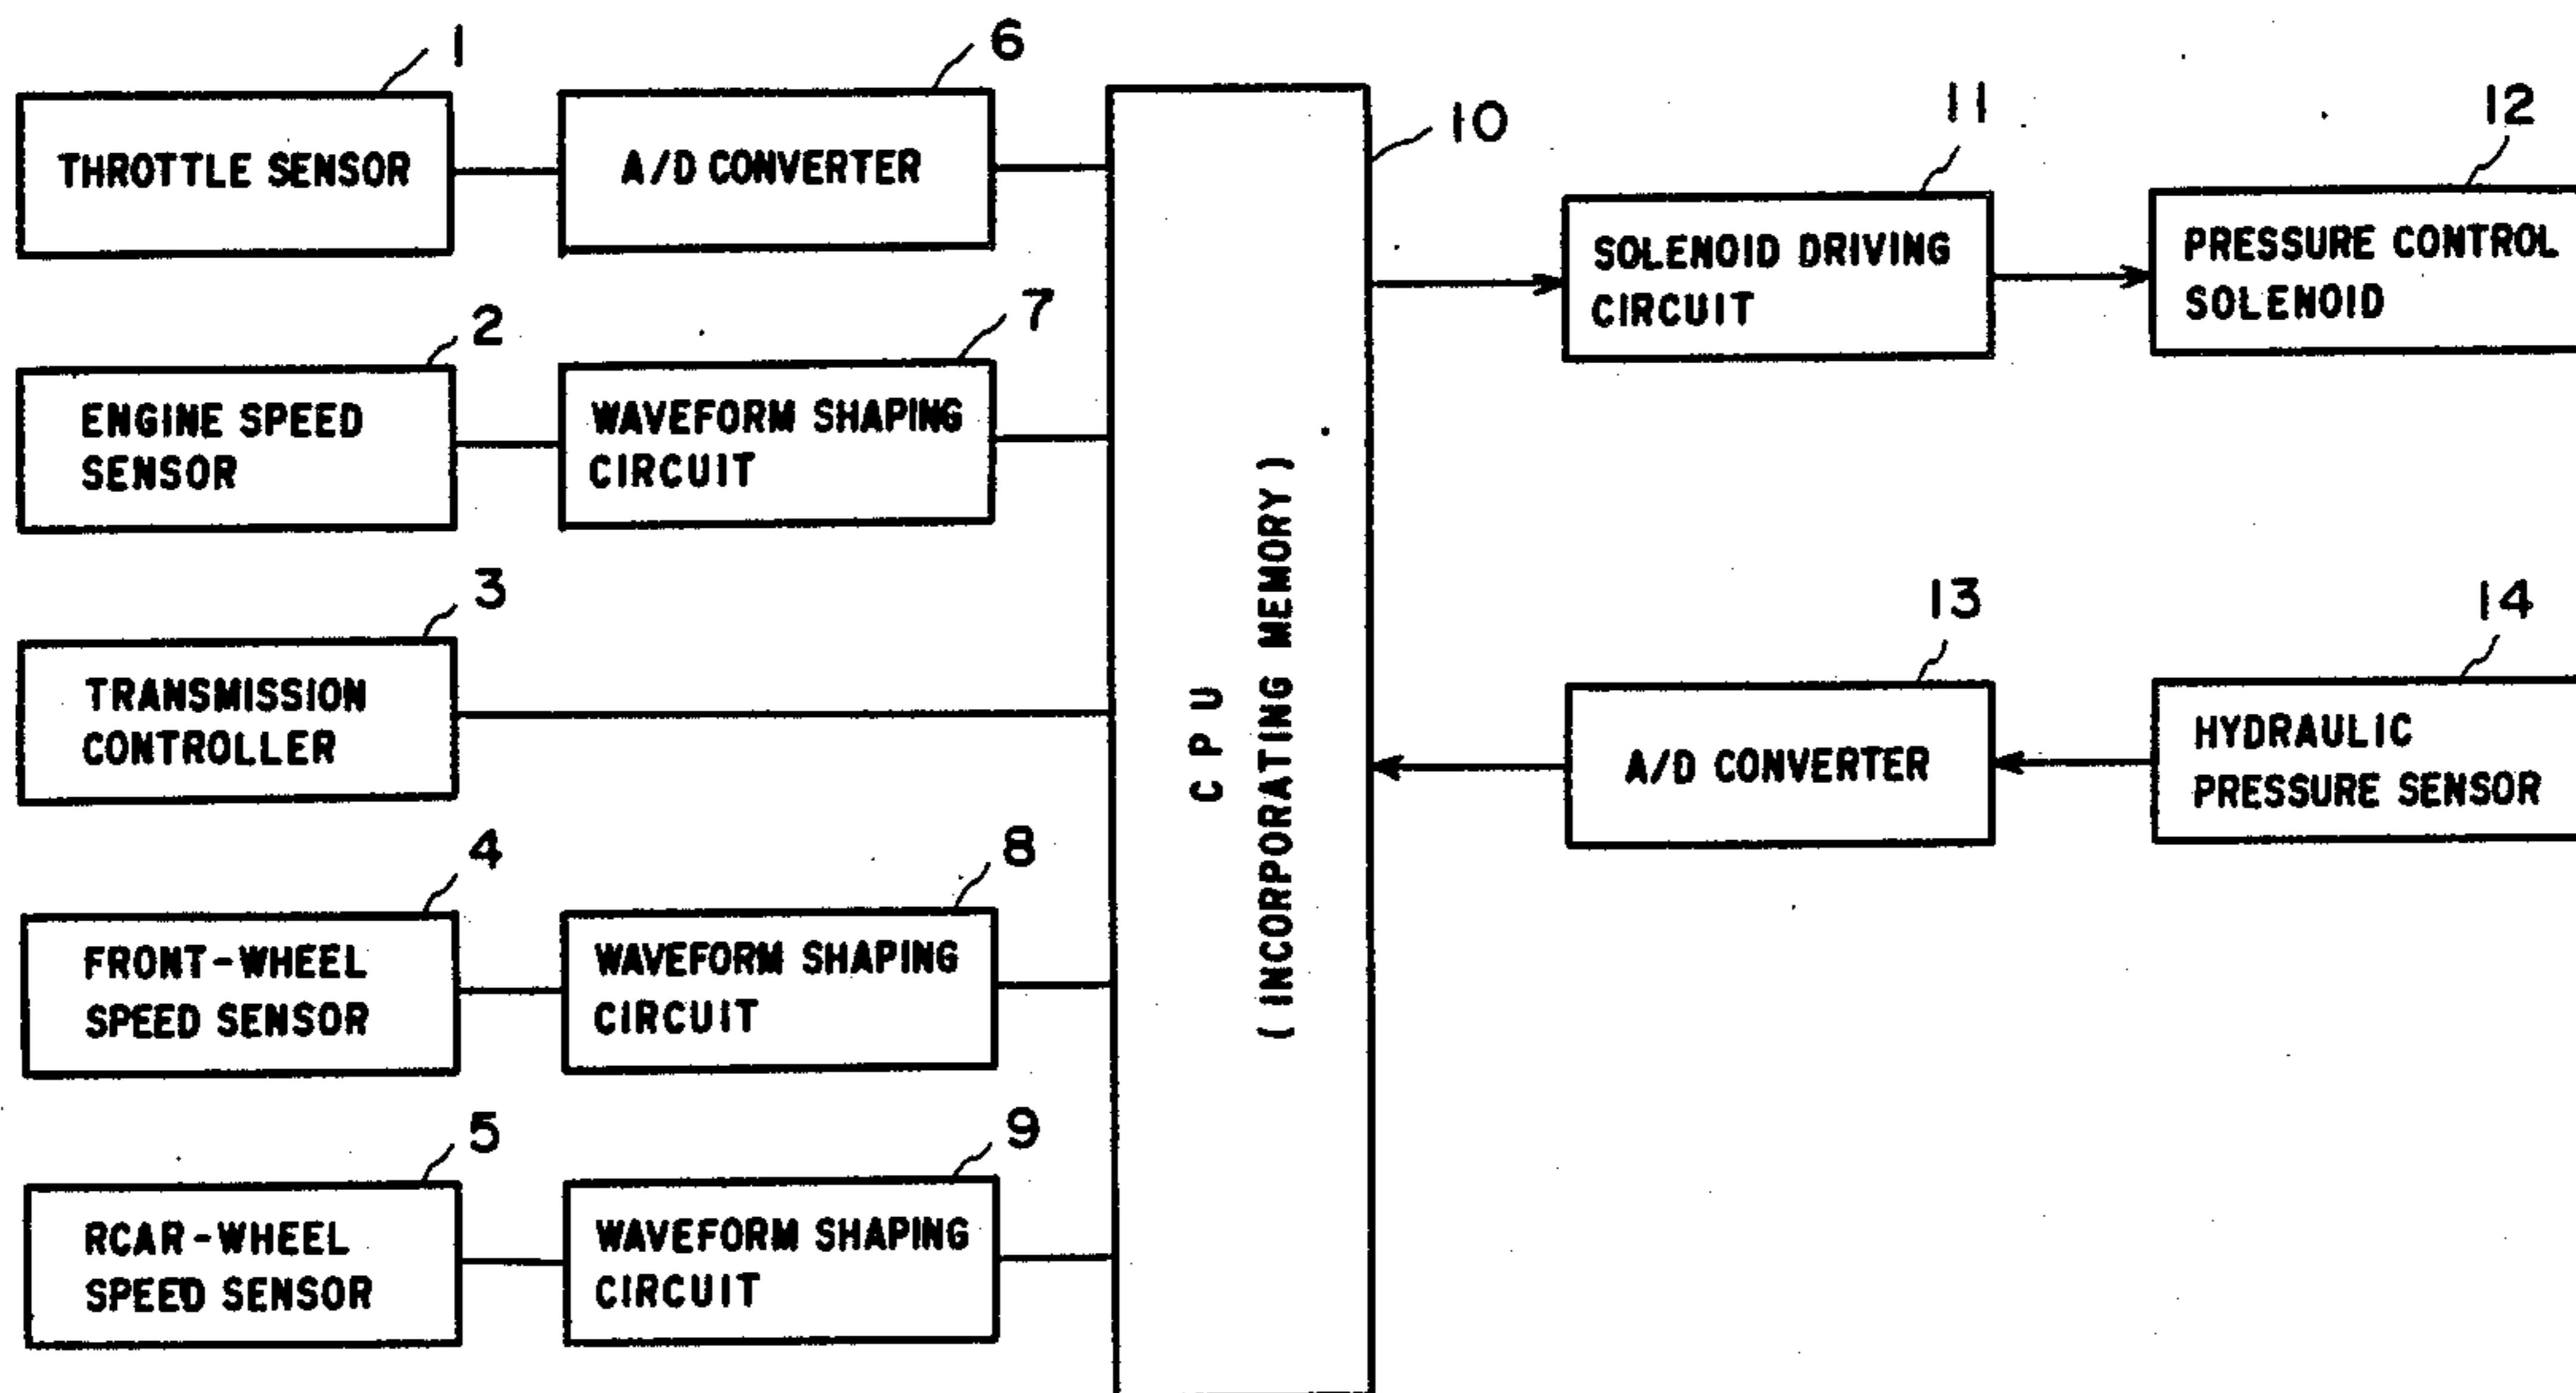 1
THROTTLE SENSOR
6
A/D CONVERTER
2
ENGINE SPEED
SENSOR
7
WAVEFORM SHAPING
CIRCUIT
3
TRANSMISSION
CONTROLLER
4
FRONT-WHEEL
SPEED SENSOR
8
WAVEFORM SHAPING
CIRCUIT
5
RCAR-WHEEL
SPEED SENSOR
9
WAVEFORM SHAPING
CIRCUIT
10
CPU
(INCORPORATING MEMORY)
11
SOLENOID DRIVING
CIRCUIT
12
PRESSURE CONTROL
SOLENOID
13
A/D CONVERTER
14
HYDRAULIC
PRESSURE SENSOR